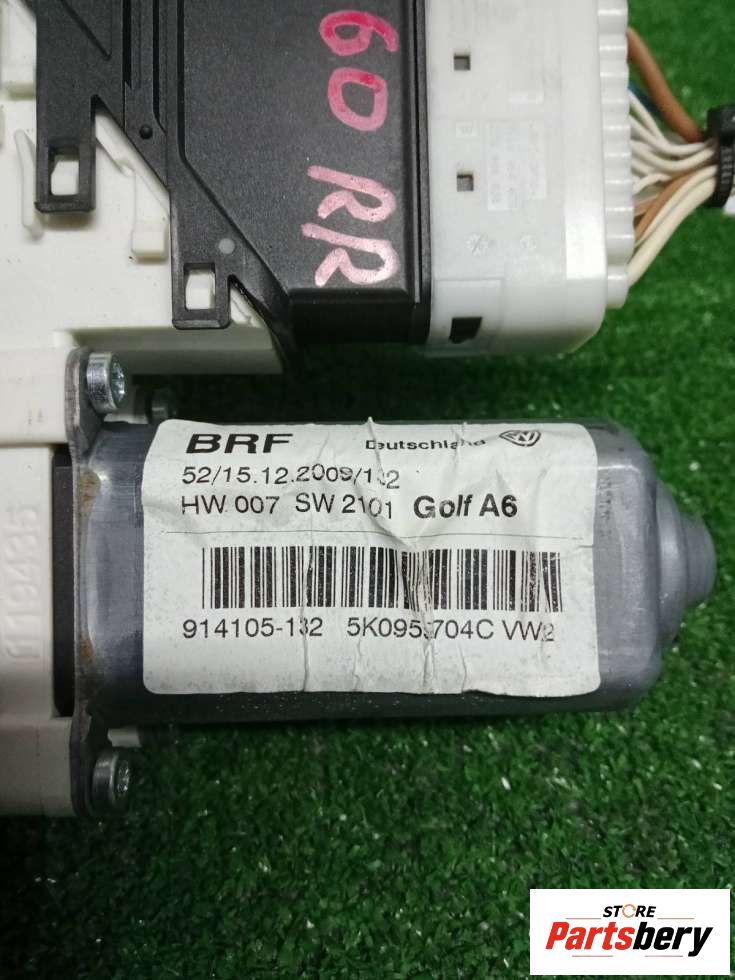 60 RR
BRF Deutschland
52/15.12.2009/132
HW 007 SW 2101 Golf A6
914105-132 5K0959704C VW2
119435
STORE
Partsbery